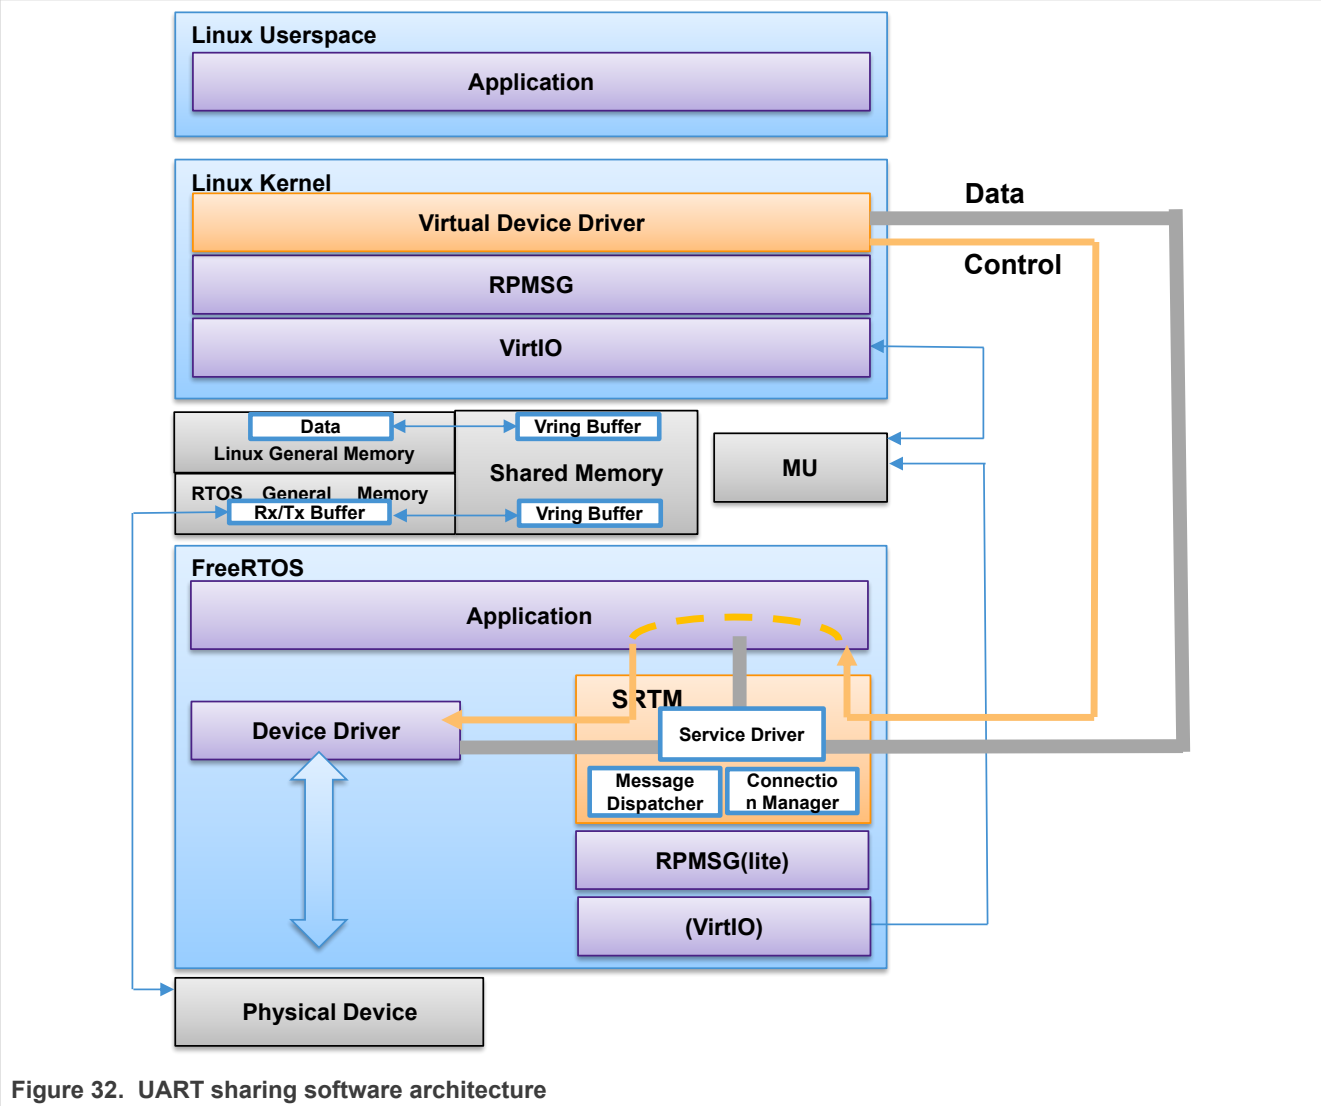 Linux Userspace
Application
Linux Kernel
Virtual Device Driver
RPMSG
VirtIO
Data
Control
Data
Linux General Memory
Vring Buffer
Shared Memory
RTOS General Memory
Rx/Tx Buffer
Vring Buffer
MU
FreeRTOS
Application
SRTM
Device Driver
Service Driver
Message
Dispatcher
Connectio
n Manager
RPMSG(lite)
(VirtIO)
Physical Device
Figure 32. UART sharing software architecture